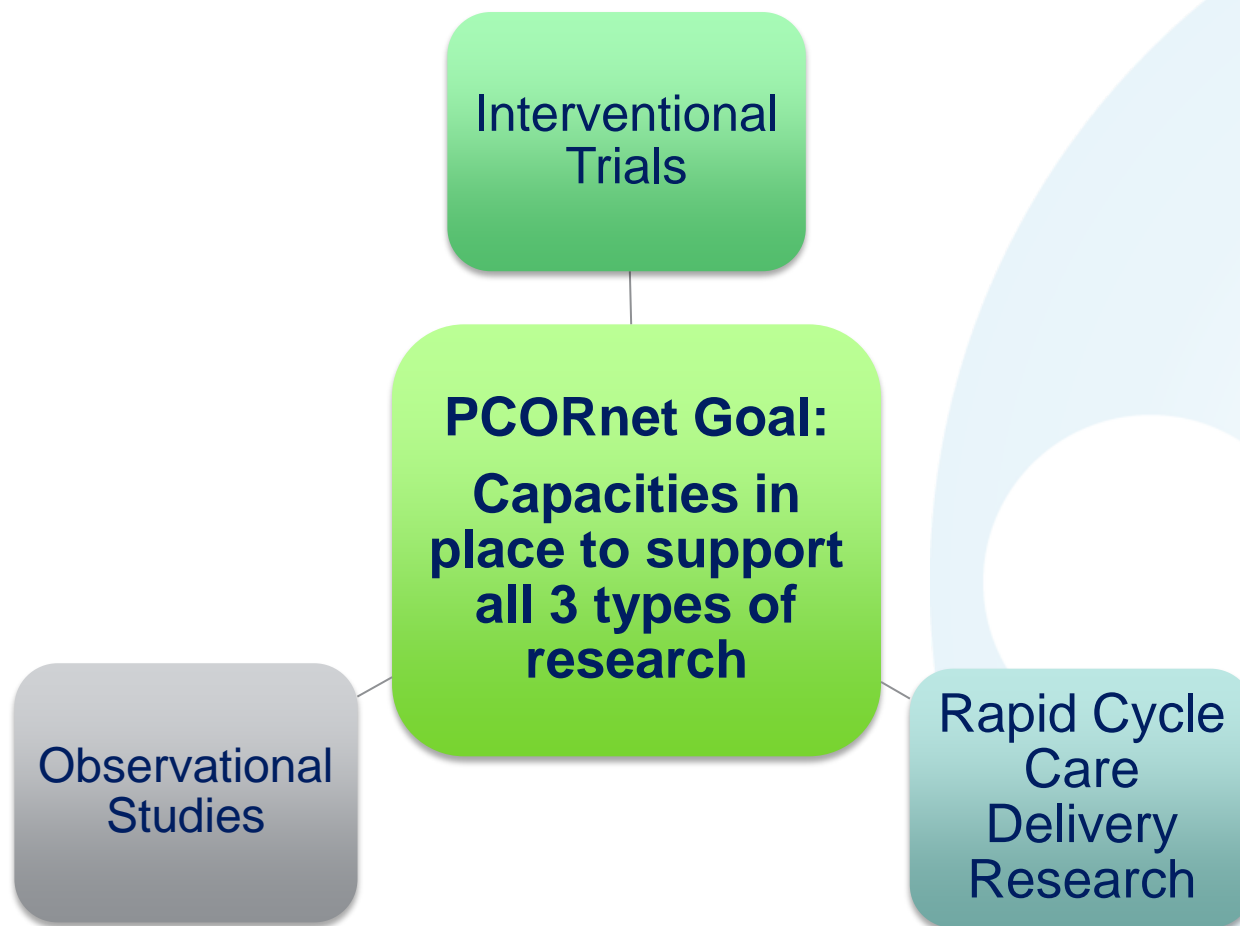 Interventional
Trials
PCORnet Goal:
Capacities in
place to support
all 3 types of
research
Observational
Studies
Rapid Cycle
Care
Delivery
Research